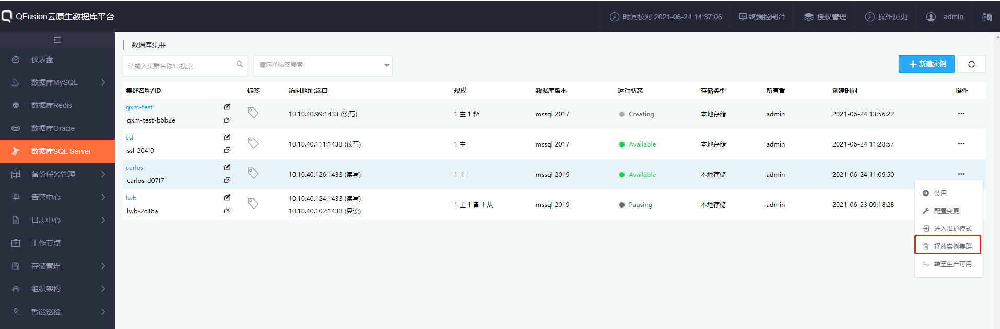 QFusion云原生数据库平台
时间校对 2021-06-24 14:37:06
终端控制台
授权管理
操作历史
admin
仪表盘
数据库MySQL
数据库Redis
数据库Oracle
数据库SQL Server
备份任务管理
告警中心
日志中心
工作节点
存储管理
组织架构
智能巡检
数据库集群
请输入集群名称/ID搜索
请选择标签搜索
新建实例
集群名称/ID 标签 访问地址:端口 规模 数据库版本 运行状态 存储类型 所有者 创建时间 操作
gxm-test
gxm-test-b6b2e
10.10.40.99:1433 (读写) 1 主 1 备 mssql 2017 Creating 本地存储 admin 2021-06-24 13:56:22
ssl
ssl-204f0
10.10.40.111:1433 (读写) 1 主 mssql 2017 Available 本地存储 admin 2021-06-24 11:28:57
carlos
carlos-d07f7
10.10.40.126:1433 (读写) 1 主 mssql 2019 Available 本地存储 admin 2021-06-24 11:09:50
lwb
lwb-2c36a
10.10.40.124:1433 (读写)
10.10.40.102:1433 (只读)
1 主 1 备 1 从 mssql 2019 Pausing 本地存储 admin 2021-06-23 09:18:28
禁用
配置变更
进入维护模式
释放实例集群
转至生产可用